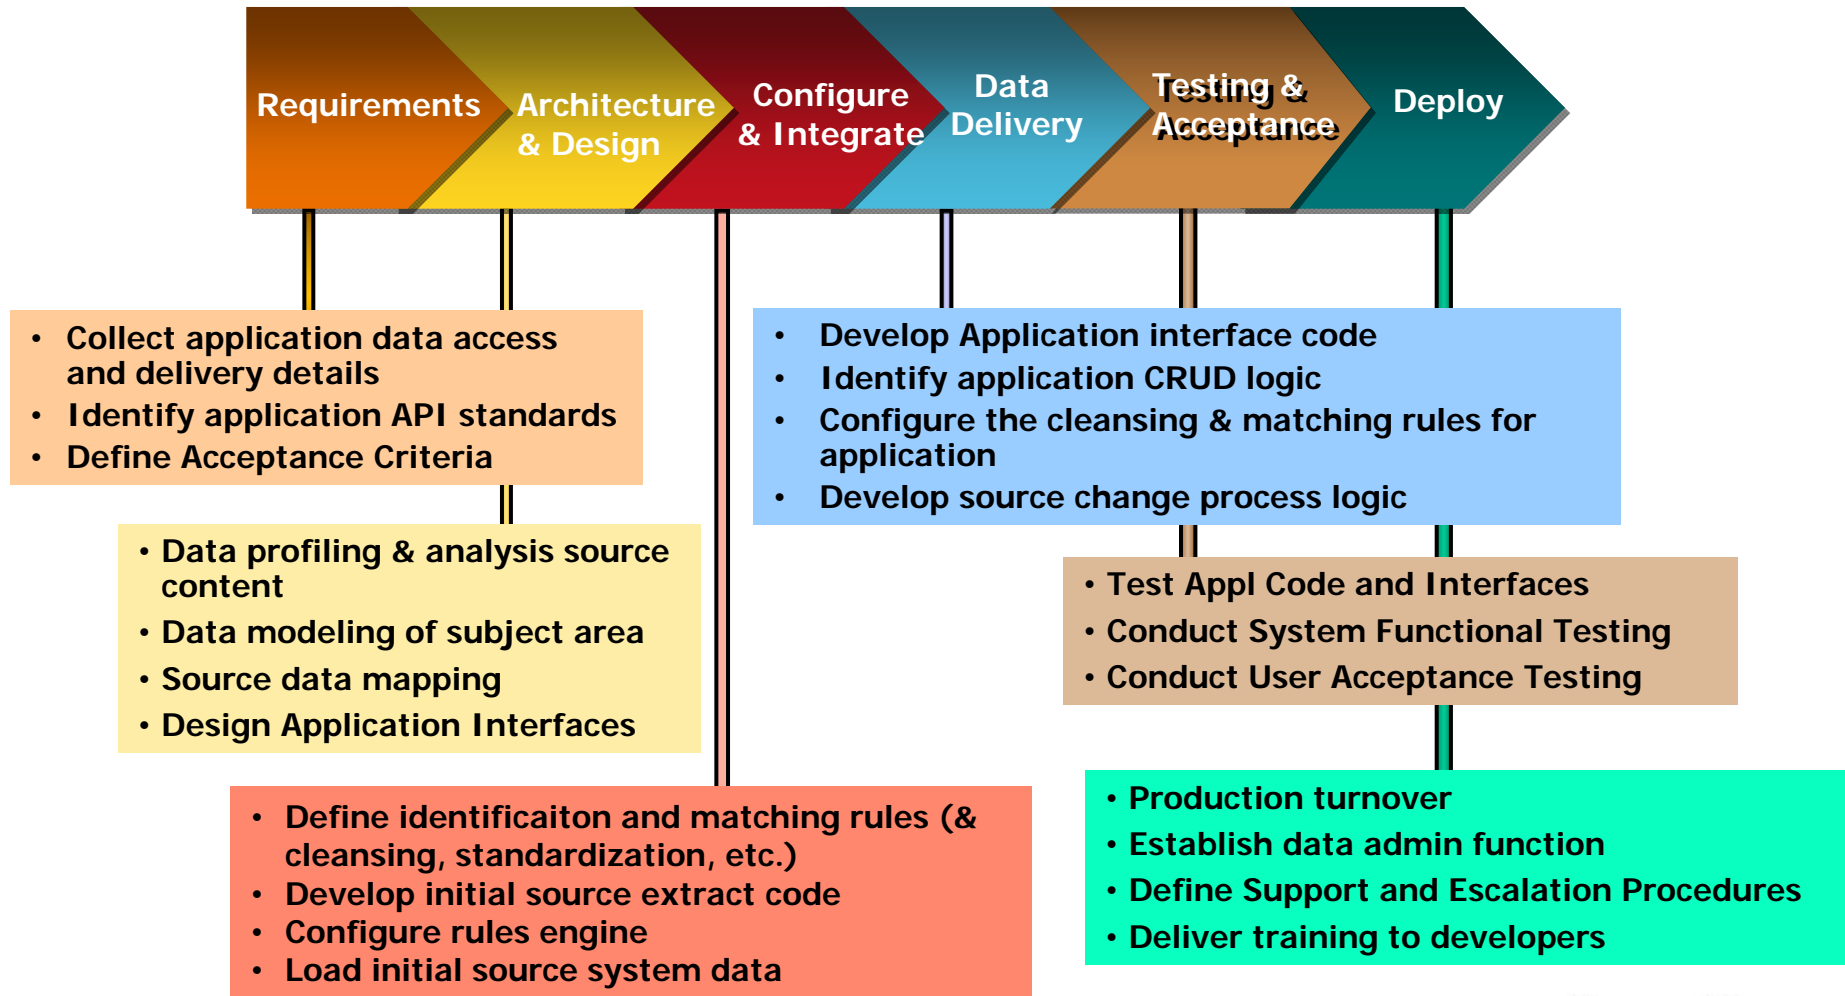 Requirements
Architecture
& Design
Configure
& Integrate
Data
Delivery
Testing &
Acceptance
Deploy
• Collect application data access
and delivery details
• Identify application API standards
• Define Acceptance Criteria
• Data profiling & analysis source
content
• Data modeling of subject area
• Source data mapping
• Design Application Interfaces
• Define identificaiton and matching rules (&
cleansing, standardization, etc.)
• Develop initial source extract code
• Configure rules engine
• Load initial source system data
• Develop Application interface code
• Identify application CRUD logic
• Configure the cleansing & matching rules for
application
• Develop source change process logic
• Test Appl Code and Interfaces
• Conduct System Functional Testing
• Conduct User Acceptance Testing
• Production turnover
• Establish data admin function
• Define Support and Escalation Procedures
• Deliver training to developers